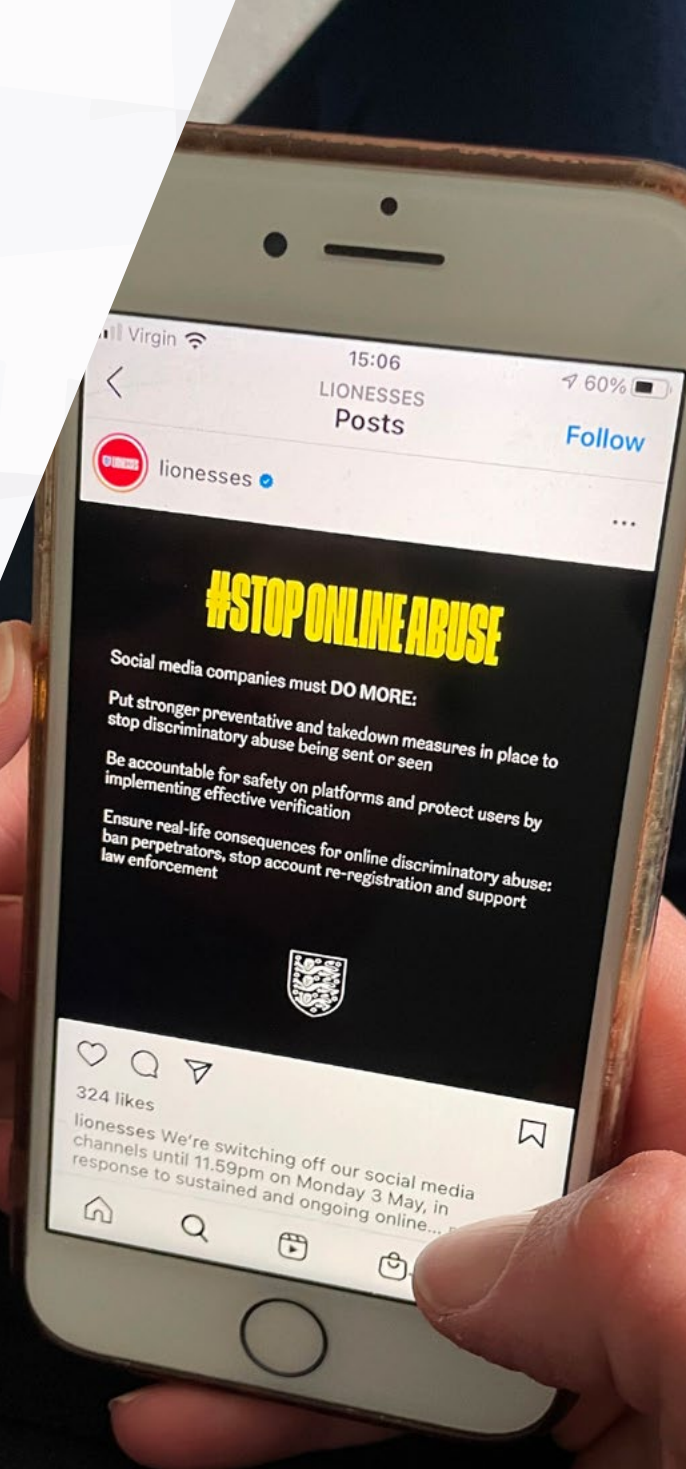 Virgin
15:06
60%
LIONESSES
Posts
Follow
lionesses
#STOPONLINEABUSE
Social media companies must DO MORE:
Put stronger preventative and takedown measures in place to
stop discriminatory abuse being sent or seen
Be accountable for safety on platforms and protect users by
implementing effective verification
Ensure real-life consequences for online discriminatory abuse:
ban perpetrators, stop account re-registration and support
law enforcement
324 likes
lionesses We're switching off our social media
channels until 11.59pm on Monday 3 May, in
response to sustained and ongoing online...